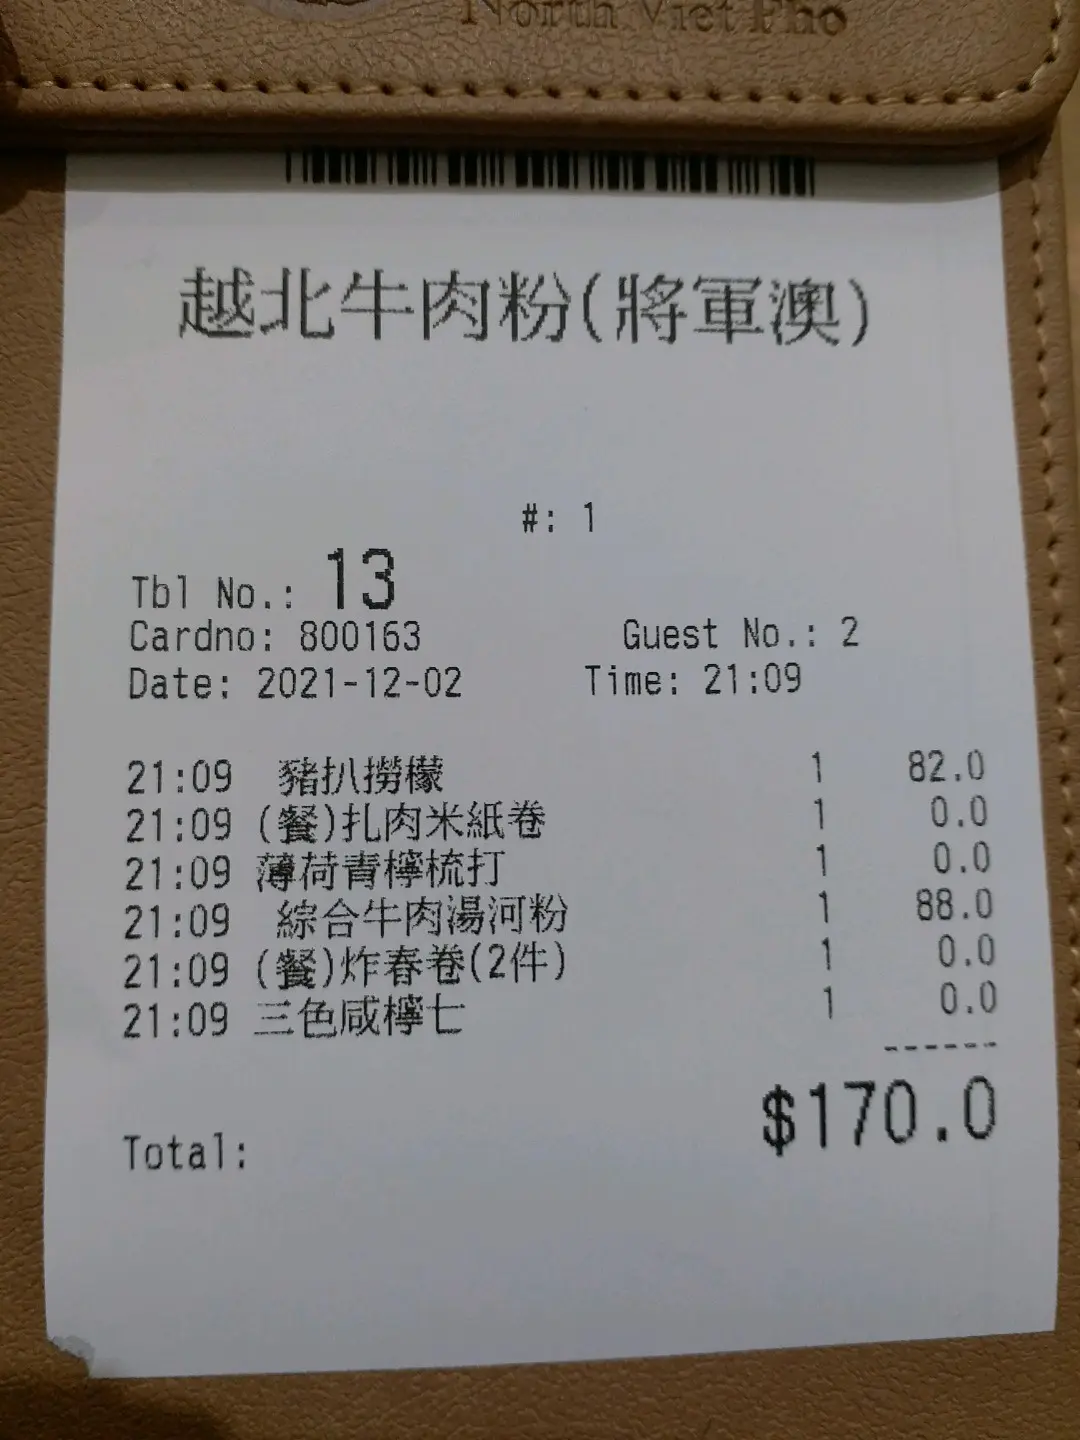 North Viet Pho
越北牛肉粉(將軍澳)
#: 1
Tbl No.: 13
Cardno: 800163 Guest No.: 2
Date: 2021-12-02 Time: 21:09
21:09 豬扒撈檬 1 82.0
21:09 (餐)扎肉米紙卷 1 0.0
21:09 薄荷青檸梳打 1 0.0
21:09 綜合牛肉湯河粉 1 88.0
21:09 (餐)炸春卷(2件) 1 0.0
21:09 三色咸檸七 1 0.0
------
$170.0
Total: